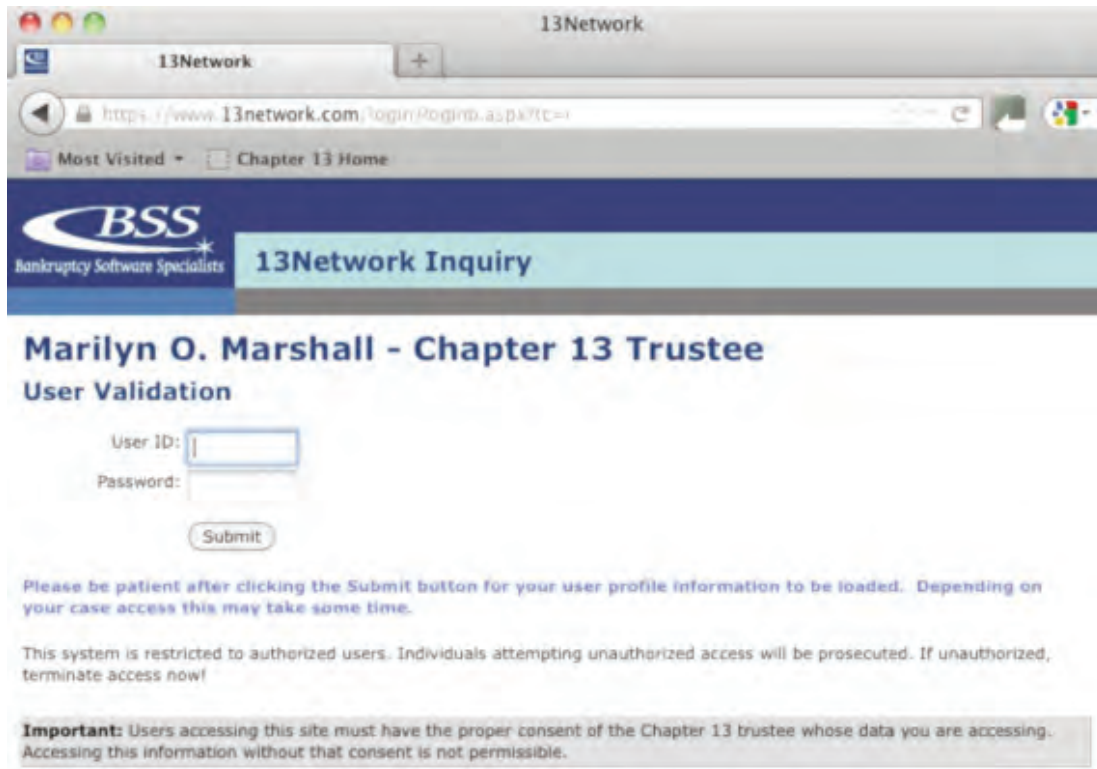 13Network
13Network
+
https://www.13network.com/login/
Most Visited
Chapter 13 Home
BSS
Bankruptcy Software Specialists
13Network Inquiry
Marilyn O. Marshall - Chapter 13 Trustee
User Validation
User ID:
Password:
Submit
Please be patient after clicking the Submit button for your user profile information to be loaded. Depending on
your case access this may take some time.
This system is restricted to authorized users. Individuals attempting unauthorized access will be prosecuted. If unauthorized,
terminate access now!
Important: Users accessing this site must have the proper consent of the Chapter 13 trustee whose data you are accessing.
Accessing this information without that consent is not permissible.